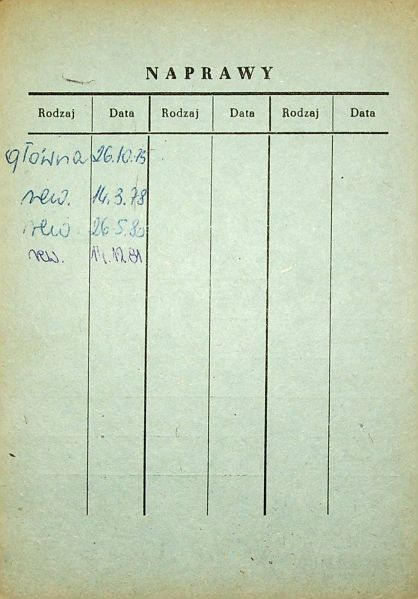 NAPRAWY
Rodzaj Data Rodzaj Data Rodzaj Data
główna 26.10.75
rew. 14.3.78
rew. 26.5.80
rew. 14.12.81